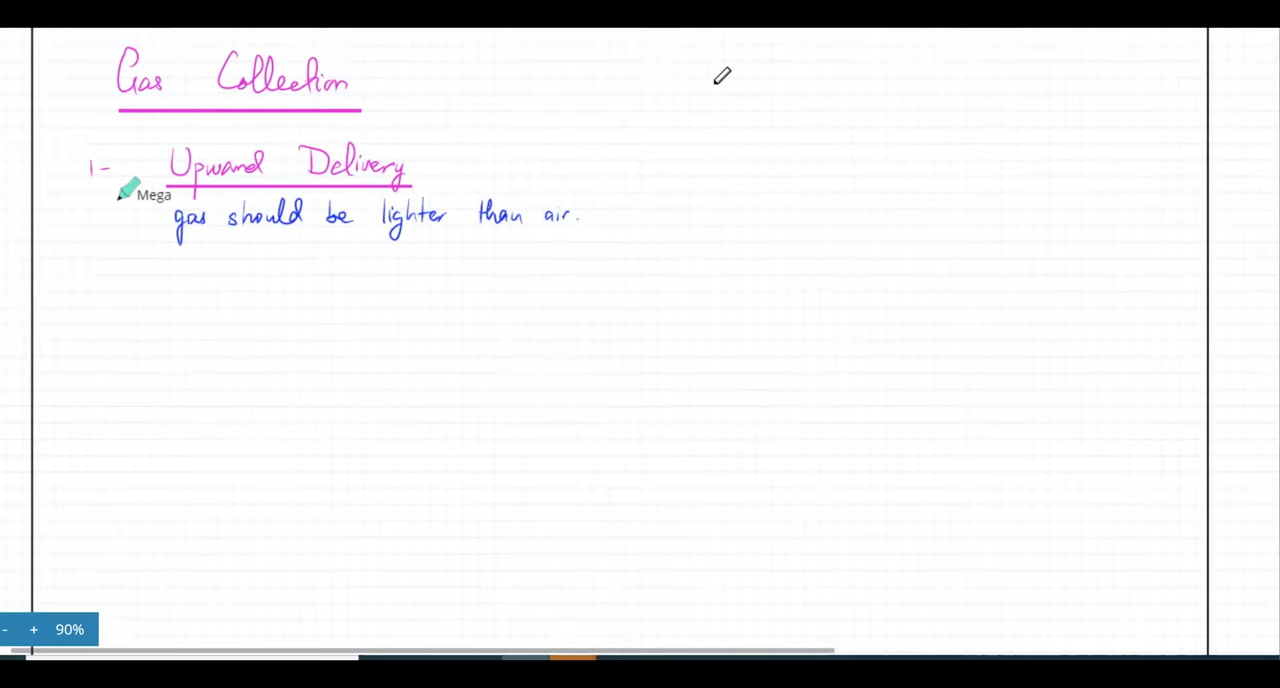 Gas Collection
1- Upward Delivery
Mega
gas should be lighter than air.
- + 90%